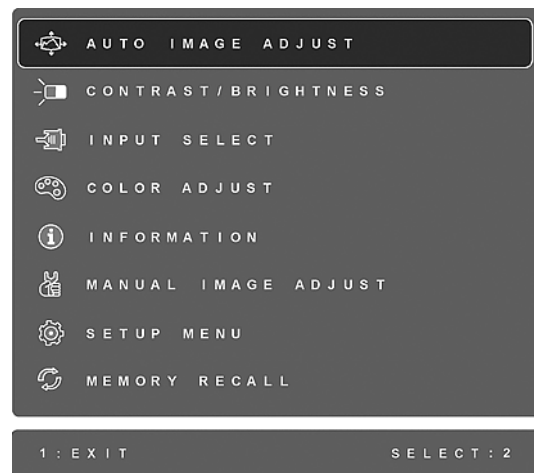 AUTO IMAGE ADJUST
CONTRAST/BRIGHTNESS
INPUT SELECT
COLOR ADJUST
INFORMATION
MANUAL IMAGE ADJUST
SETUP MENU
MEMORY RECALL
1:EXIT SELECT:2